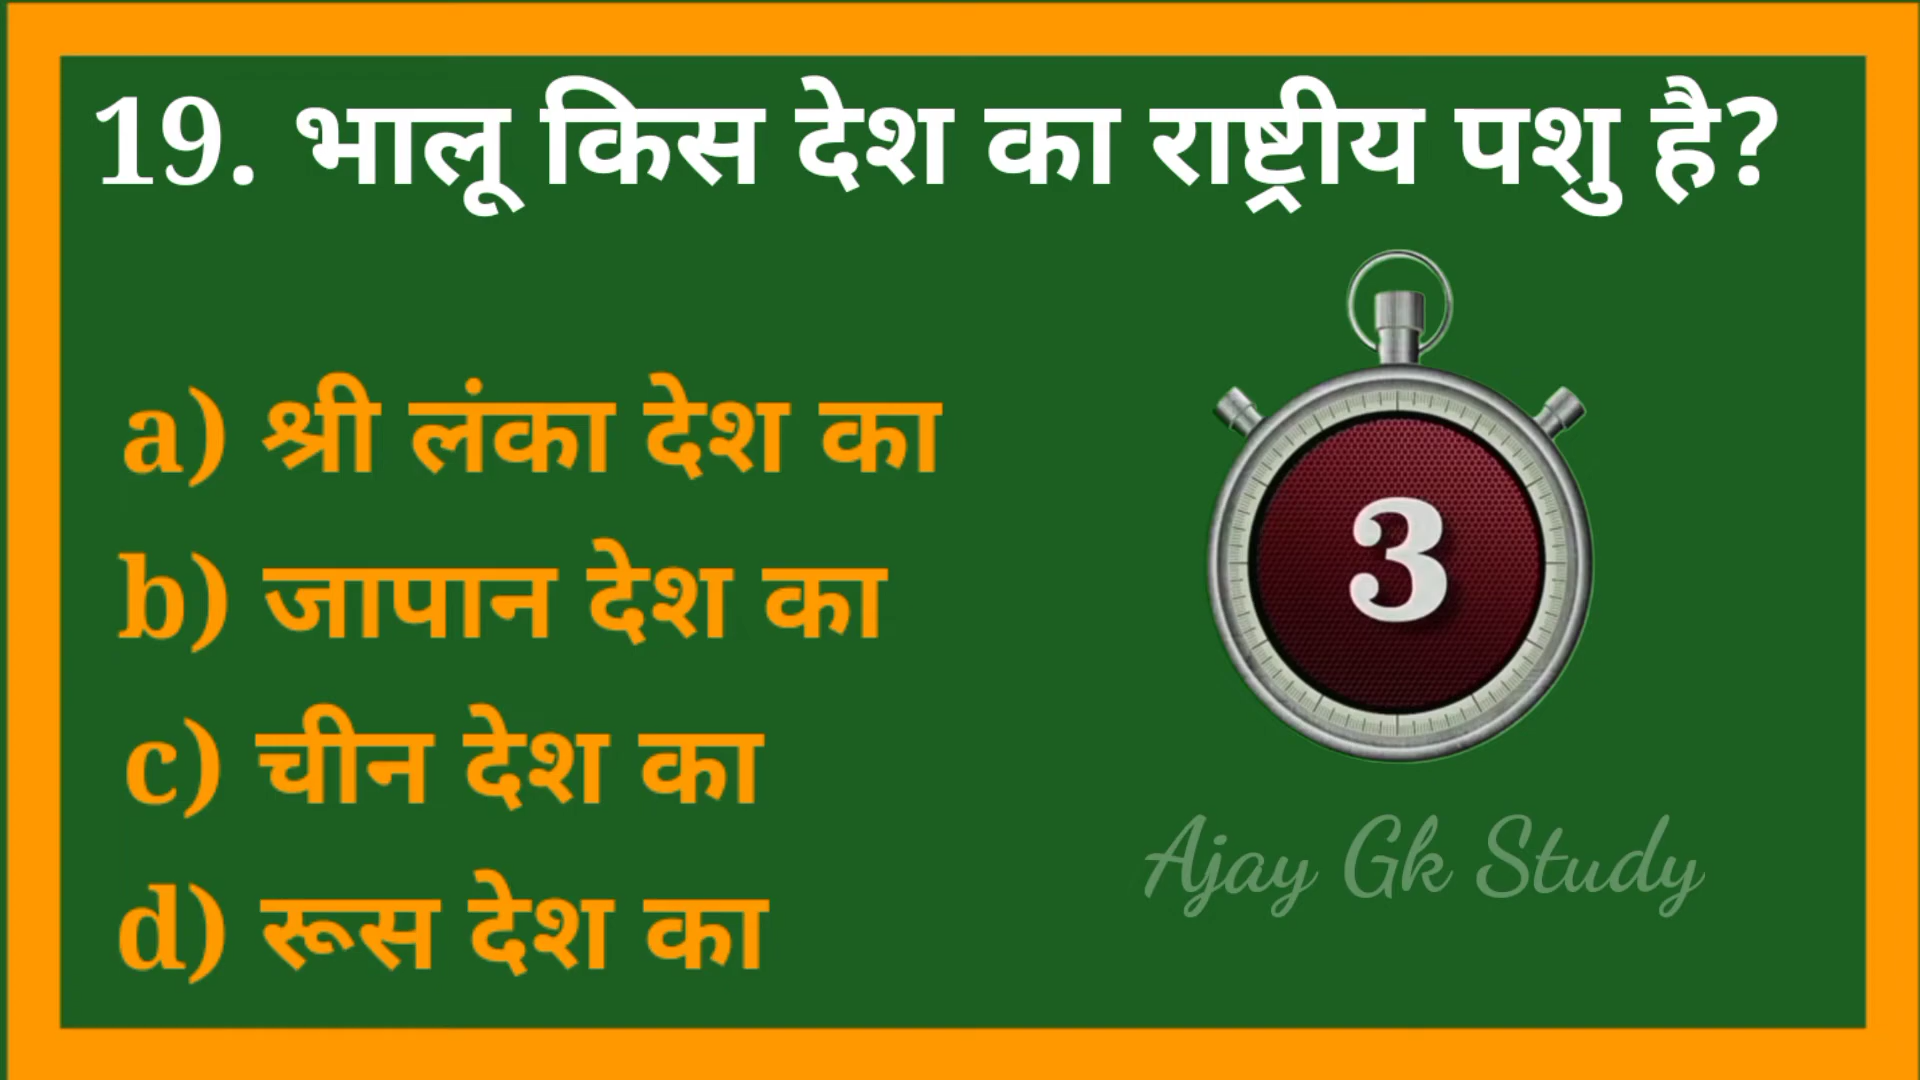 19. भालू किस देश का राष्ट्रीय पशु है?
a) श्री लंका देश का
b) जापान देश का
c) चीन देश का
d) रूस देश का
3
Ajay Gk Study